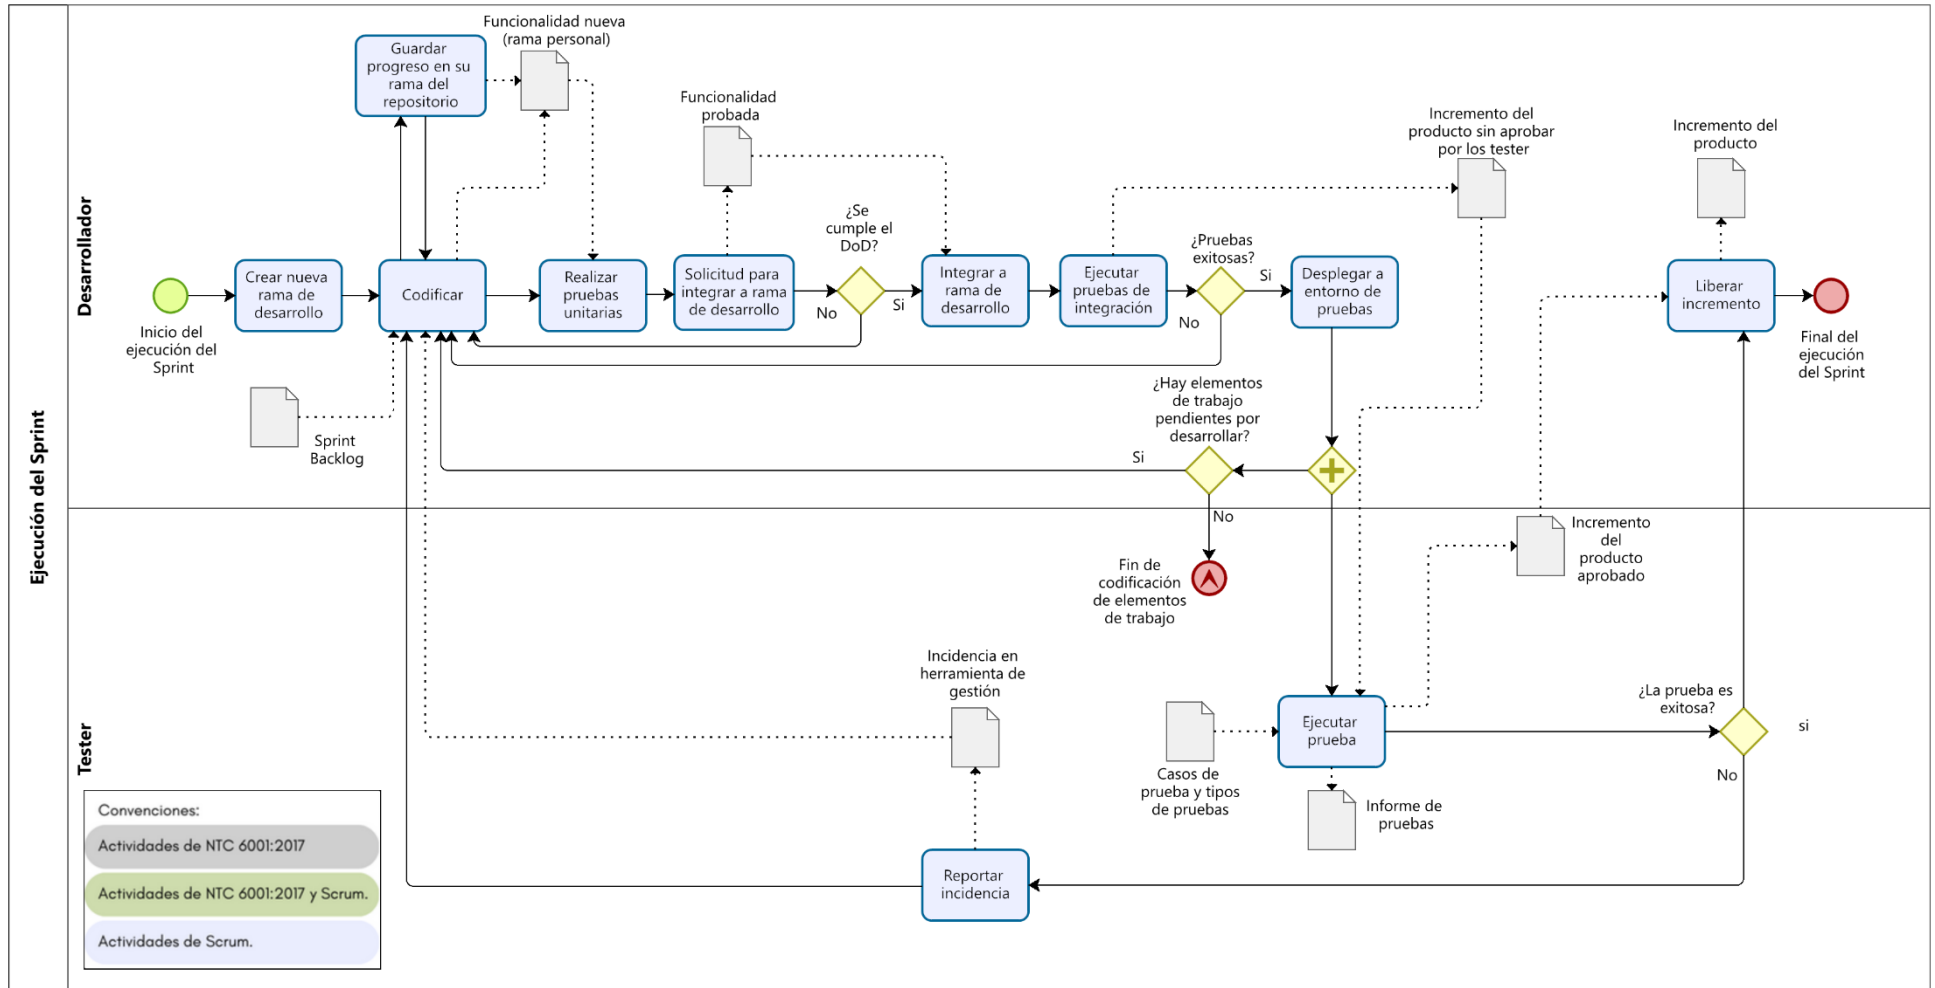 Ejecución del Sprint
Desarrollador
Tester
Funcionalidad nueva
(rama personal)
Guardar
progreso en su
rama del
repositorio
Funcionalidad
probada
Incremento del
producto sin aprobar
por los tester
Incremento del
producto
¿Se
cumple el
DoD?
¿Pruebas
exitosas?
Inicio del
ejecución del
Sprint
Crear nueva
rama de
desarrollo
Codificar
Realizar
pruebas
unitarias
Solicitud para
integrar a rama
de desarrollo
No
Si
Integrar a
rama de
desarrollo
Ejecutar
pruebas de
integración
No
Si
Desplegar a
entorno de
pruebas
Liberar
incremento
Final del
ejecución
del Sprint
Sprint
Backlog
¿Hay elementos
de trabajo
pendientes por
desarrollar?
Si
No
Fin de
codificación
de elementos
de trabajo
Incremento
del
producto
aprobado
Incidencia en
herramienta de
gestión
Casos de
prueba y tipos
de pruebas
Ejecutar
prueba
Informe de
pruebas
¿La prueba es
exitosa?
si
No
Reportar
incidencia
Convenciones:
Actividades de NTC 6001:2017
Actividades de NTC 6001:2017 y Scrum.
Actividades de Scrum.